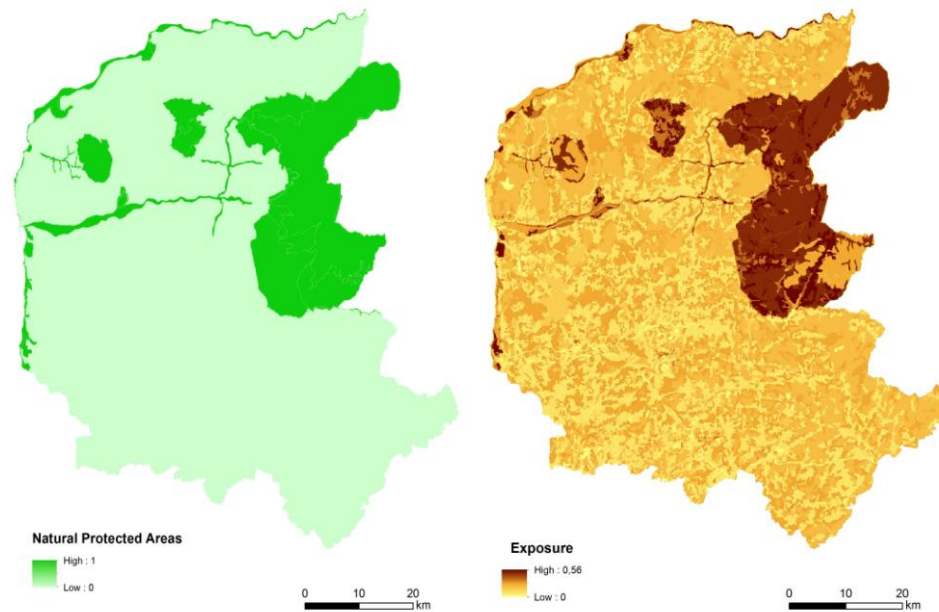 Natural Protected Areas
High : 1
Low : 0
0 10 20
km
Exposure
High : 0,56
Low : 0
0 10 20
km